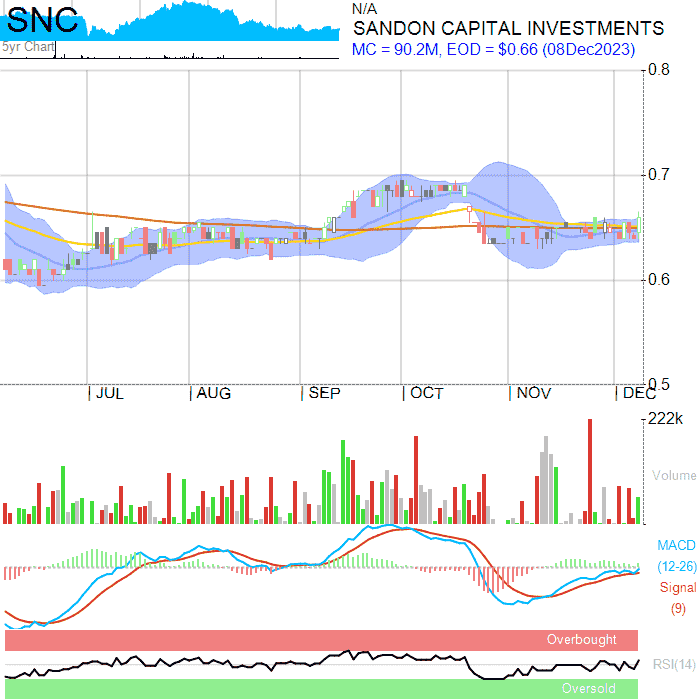 SNC
5yr Chart
N/A
SANDON CAPITAL INVESTMENTS
MC = 90.2M, EOD = $0.66 (08Dec2023)
0.8
0.7
0.6
0.5
JUL AUG SEP OCT NOV DEC
222k
Volume
MACD
(12-26)
Signal
(9)
Overbought
RSI(14)
Oversold